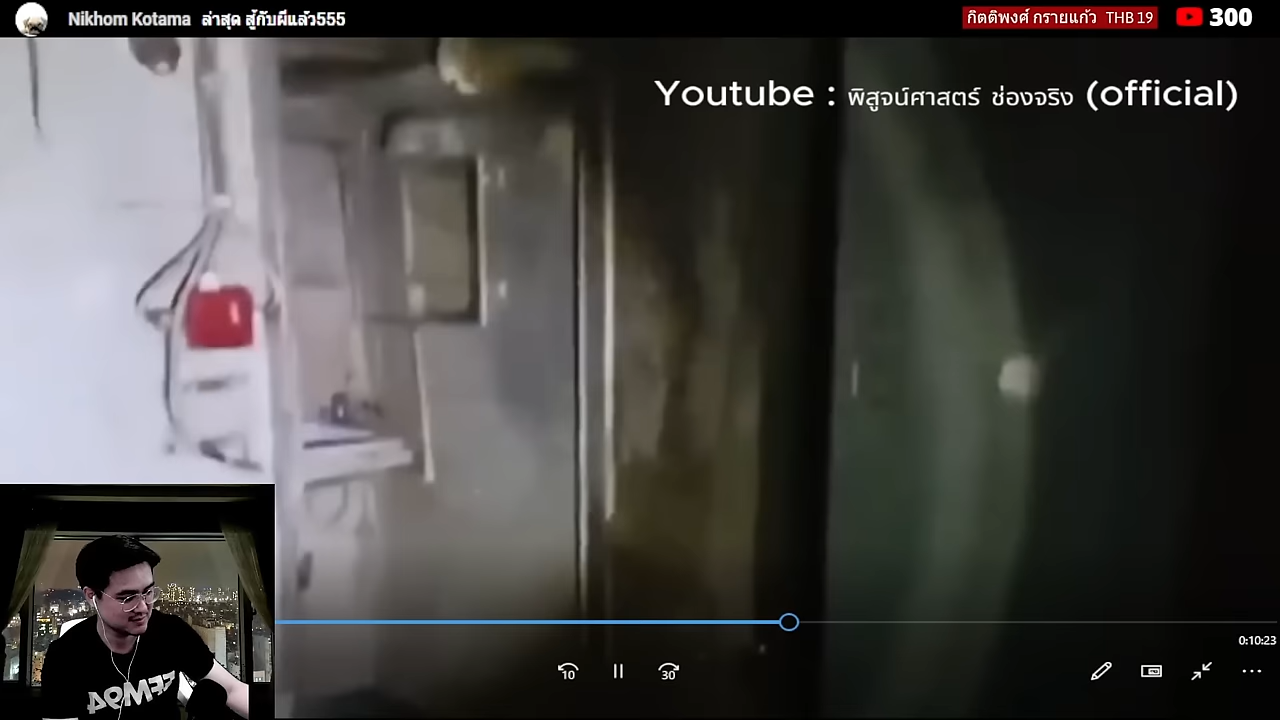 Nikhom Kotama ล่าสุด สู้กับผีแล้ว555
กิตติพงศ์ กรายแก้ว THB 19
300
Youtube : พิสูจน์ศาสตร์ ช่องจริง (official)
0:10:23
10
30